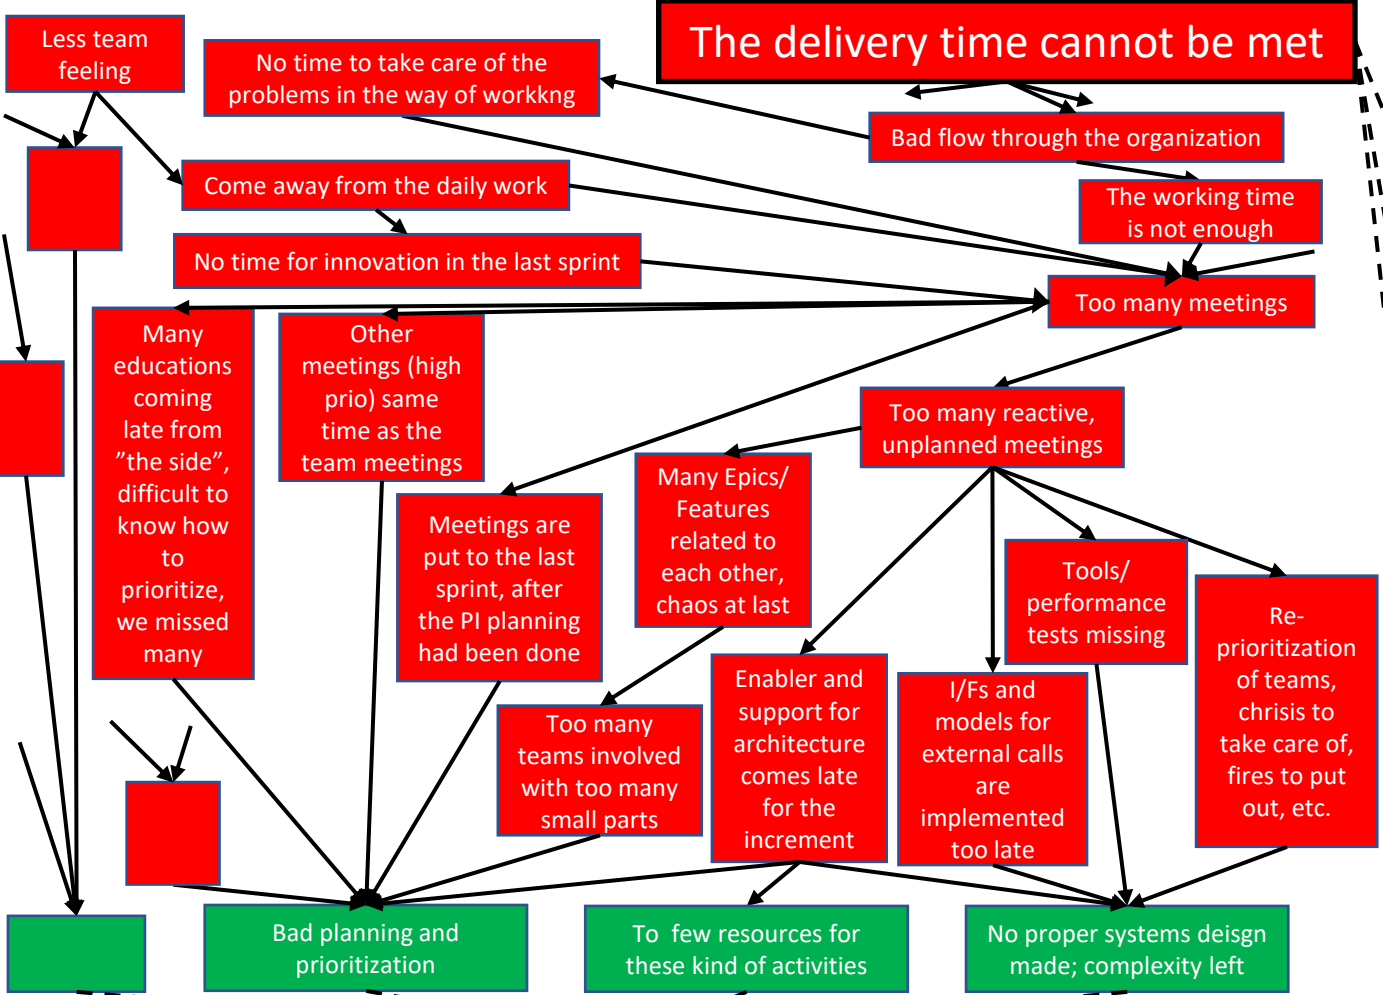 The delivery time cannot be met
Less team
feeling
No time to take care of the
problems in the way of workkng
Bad flow through the organization
Come away from the daily work
The working time
is not enough
No time for innovation in the last sprint
Too many meetings
Many
educations
coming
late from
”the side”,
difficult to
know how
to
prioritize,
we missed
many
Other
meetings (high
prio) same
time as the
team meetings
Too many reactive,
unplanned meetings
Many Epics/
Features
related to
each other,
chaos at last
Meetings are
put to the last
sprint, after
the PI planning
had been done
Tools/
performance
tests missing
Re-
prioritization
of teams,
chrisis to
take care of,
fires to put
out, etc.
Enabler and
support for
architecture
comes late
for the
increment
I/Fs and
models for
external calls
are
implemented
too late
Too many
teams involved
with too many
small parts
Bad planning and
prioritization
To  few resources for
these kind of activities
No proper systems deisgn
made; complexity left